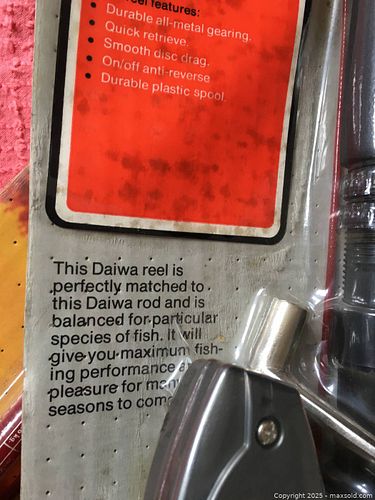 reel features:
• Durable all-metal gearing.
• Quick retrieve.
• Smooth disc drag.
• On/off anti-reverse
• Durable plastic spool.
This Daiwa reel is
perfectly matched to
this Daiwa rod and is
balanced for particular
species of fish. It will
give you maximum fish-
ing performance
pleasure for
seasons to
Copyright 2025 - maxsold.com